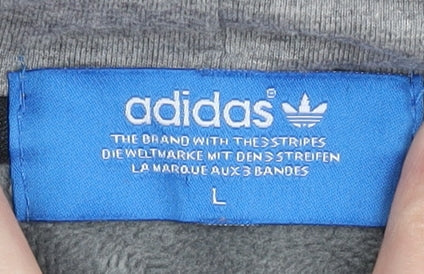 adidas®
THE BRAND WITH THE 3 STRIPES
DIE WELTMARKE MIT DEN 3 STREIFEN
LA MARQUE AUX 3 BANDES
L